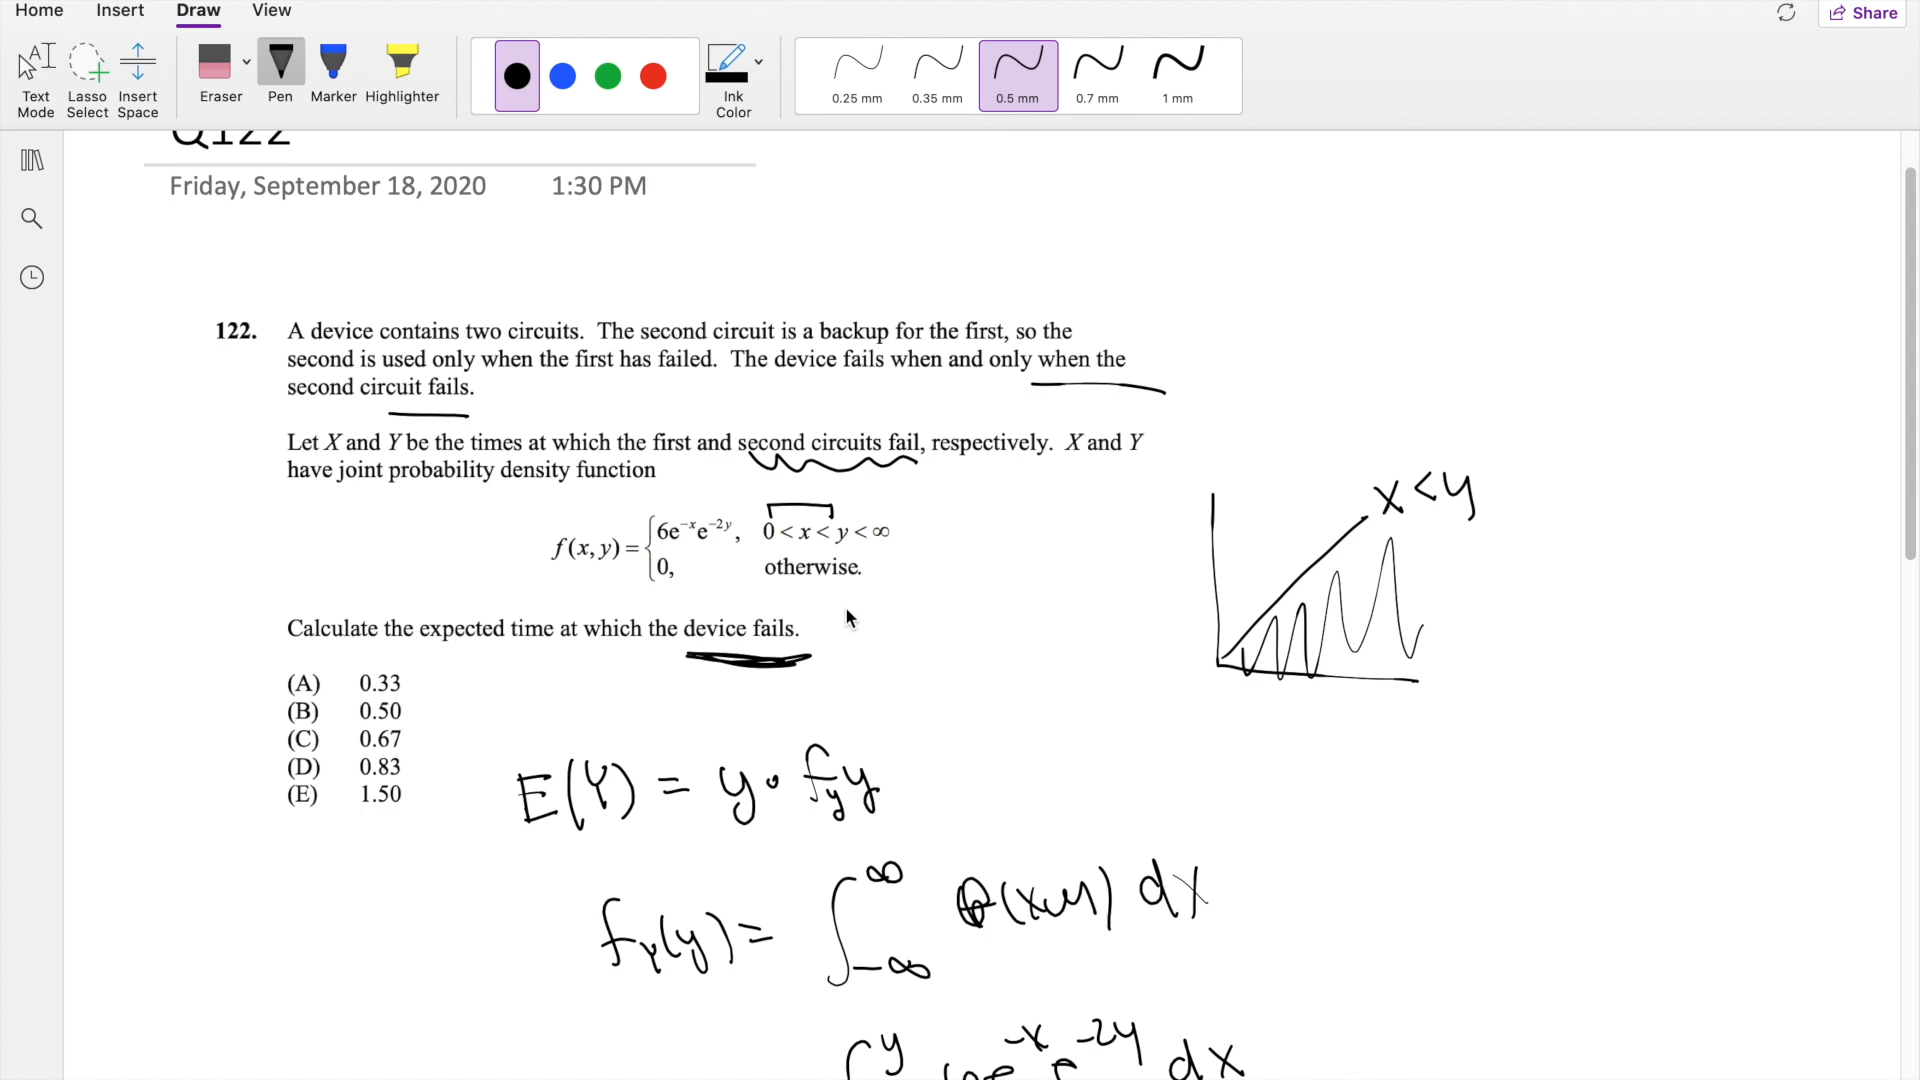 Home Insert Draw View Share
Text Mode Lasso Select Insert Space Eraser Pen Marker Highlighter Ink Color 0.25 mm 0.35 mm 0.5 mm 0.7 mm 1 mm
Q122
Friday, September 18, 2020 1:30 PM
122. A device contains two circuits. The second circuit is a backup for the first, so the
second is used only when the first has failed. The device fails when and only when the
second circuit fails.
Let X and Y be the times at which the first and second circuits fail, respectively. X and Y
have joint probability density function
x < y
f(x, y) = { 6e^{-x}e^{-2y}, 0 < x < y < ∞
0, otherwise.
Calculate the expected time at which the device fails.
(A) 0.33
(B) 0.50
(C) 0.67
(D) 0.83
(E) 1.50
E(Y) = y · f_y y
f_Y(y) = ∫_{-∞}^{∞} (x,y) dx
∫^y e^{-x} e^{-2y} dx